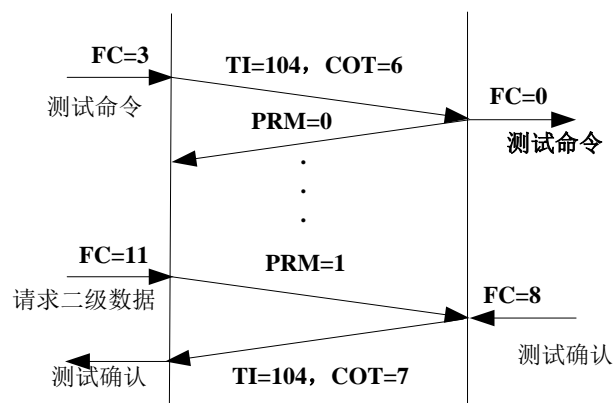 FC=3
TI=104，COT=6
FC=0
测试命令
PRM=0
测试命令
FC=11
PRM=1
FC=8
请求二级数据
测试确认
测试确认
TI=104，COT=7